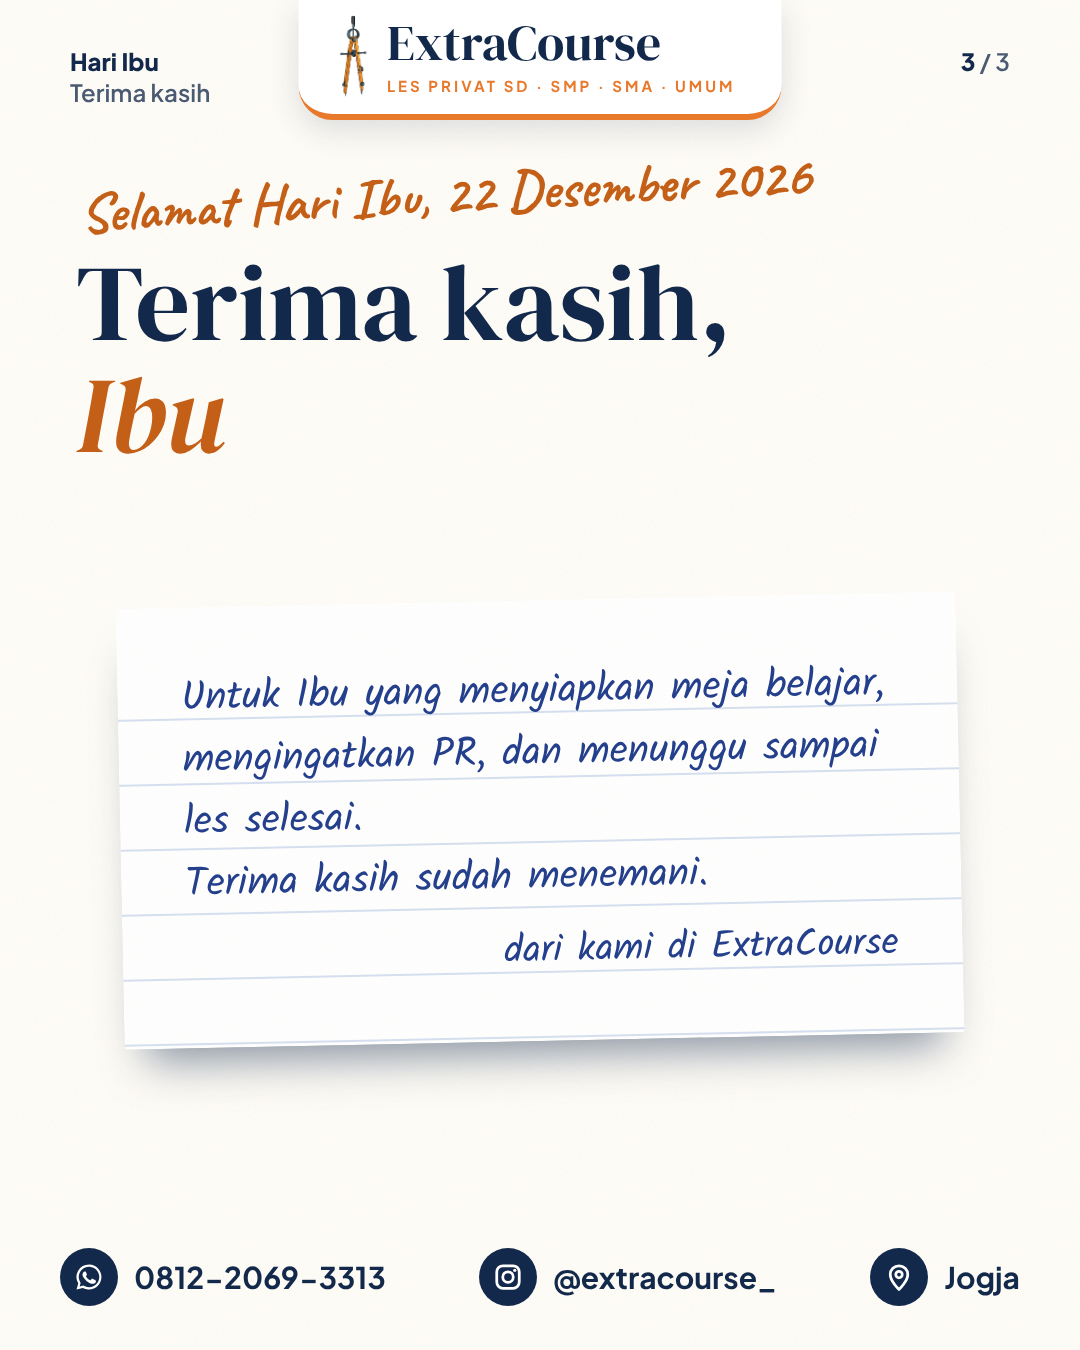 Hari Ibu
Terima kasih
ExtraCourse
LES PRIVAT SD · SMP · SMA · UMUM
3 / 3
Selamat Hari Ibu, 22 Desember 2026
Terima kasih,
Ibu
Untuk Ibu yang menyiapkan meja belajar,
mengingatkan PR, dan menunggu sampai
les selesai.
Terima kasih sudah menemani.
dari kami di ExtraCourse
0812-2069-3313
@extracourse_
Jogja